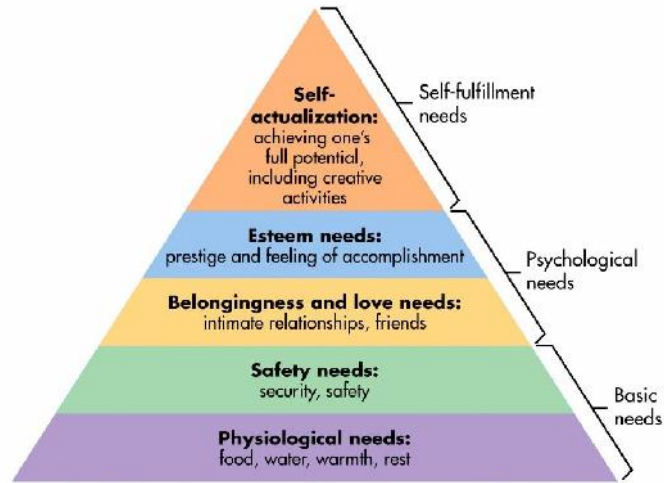 Self-
actualization:
achieving one's
full potential,
including creative
activities
Self-fulfillment
needs
Esteem needs:
prestige and feeling of accomplishment
Belongingness and love needs:
intimate relationships, friends
Psychological
needs
Safety needs:
security, safety
Physiological needs:
food, water, warmth, rest
Basic
needs